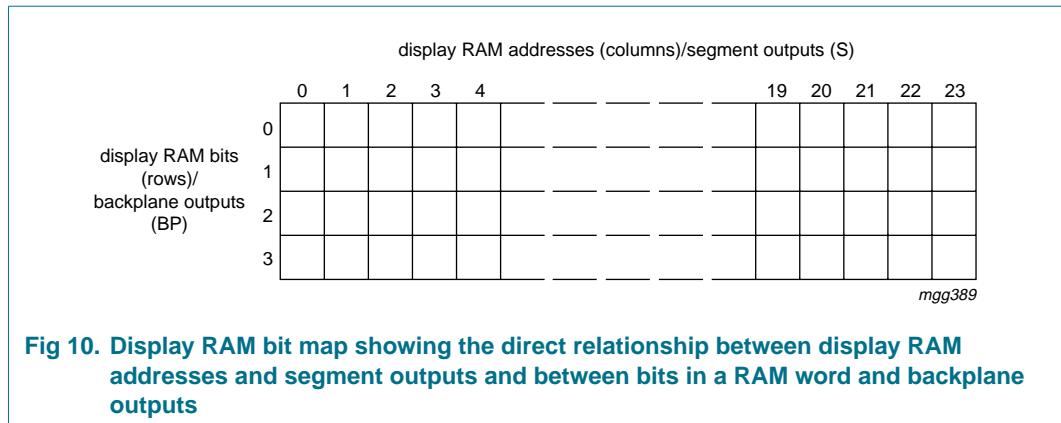 display RAM addresses (columns)/segment outputs (S)
0 1 2 3 4 19 20 21 22 23
0
display RAM bits
1
(rows)/
backplane outputs
2
(BP)
3
mgg389
Fig 10. Display RAM bit map showing the direct relationship between display RAM
addresses and segment outputs and between bits in a RAM word and backplane
outputs